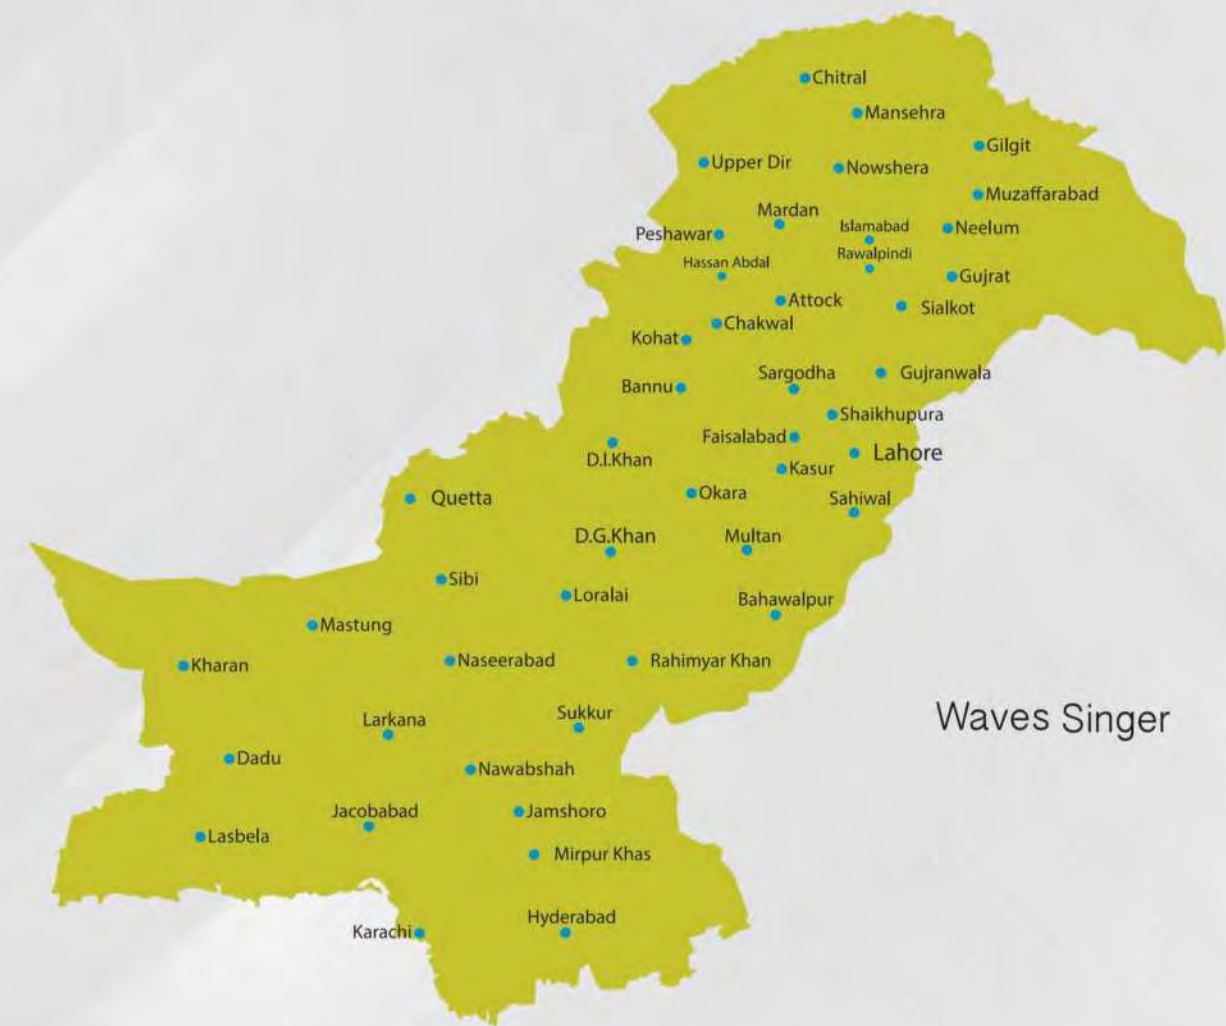 Chitral
Mansehra
Gilgit
Upper Dir
Nowshera
Muzaffarabad
Mardan
Islamabad
Neelum
Peshawar
Rawalpindi
Hassan Abdal
Gujrat
Attock
Sialkot
Chakwal
Kohat
Sargodha
Gujranwala
Bannu
Shaikhupura
Faisalabad
Lahore
D.I.Khan
Kasur
Okara
Sahiwal
Quetta
D.G.Khan
Multan
Sibi
Loralai
Bahawalpur
Mastung
Kharan
Naseerabad
Rahimyar Khan
Larkana
Sukkur
Waves Singer
Dadu
Nawabshah
Jacobabad
Jamshoro
Lasbela
Mirpur Khas
Hyderabad
Karachi